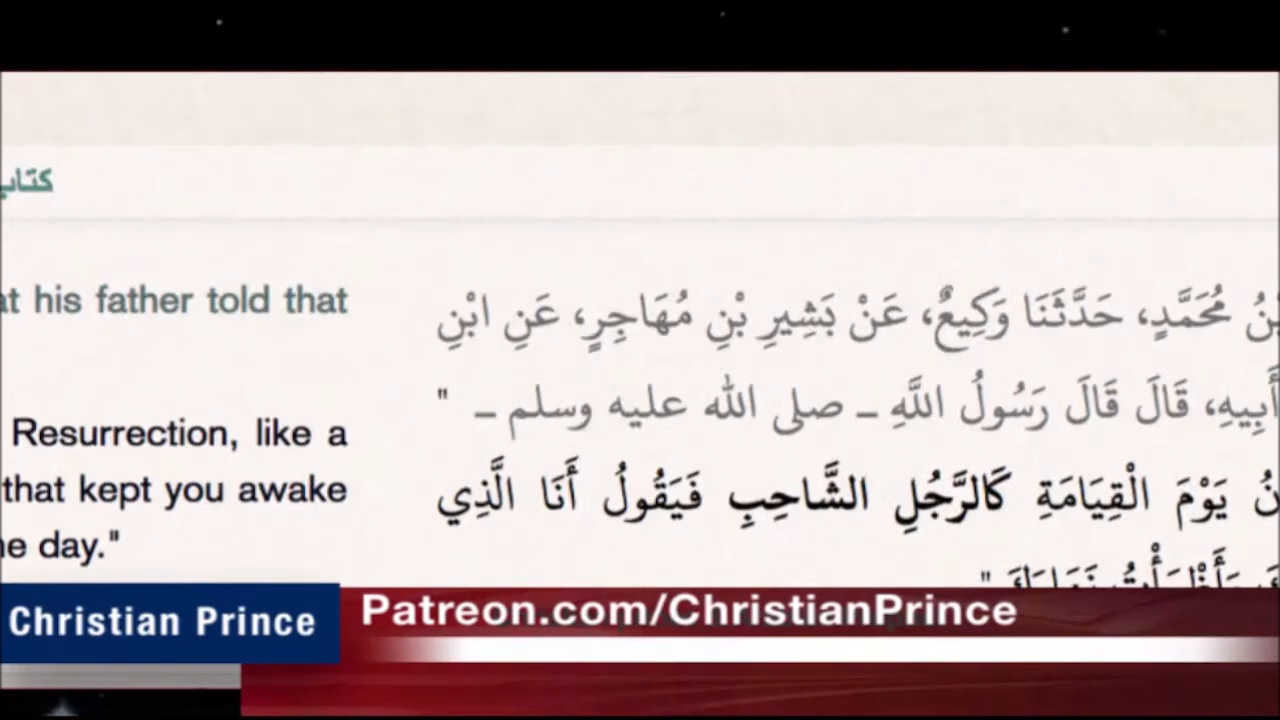 كتاب
at his father told that
نُ مُحَمَّدٍ، حَدَّثَنَا وَكِيعٌ، عَنْ بَشِيرِ بْنِ مُهَاجِرٍ، عَنِ ابْنِ
أَبِيهِ، قَالَ قَالَ رَسُولُ اللَّهِ ـ صلى الله عليه وسلم ـ "
Resurrection, like a
that kept you awake
نُ يَوْمَ الْقِيَامَةِ كَالرَّجُلِ الشَّاحِبِ فَيَقُولُ أَنَا الَّذِي
e day."
Christian Prince
Patreon.com/ChristianPrince